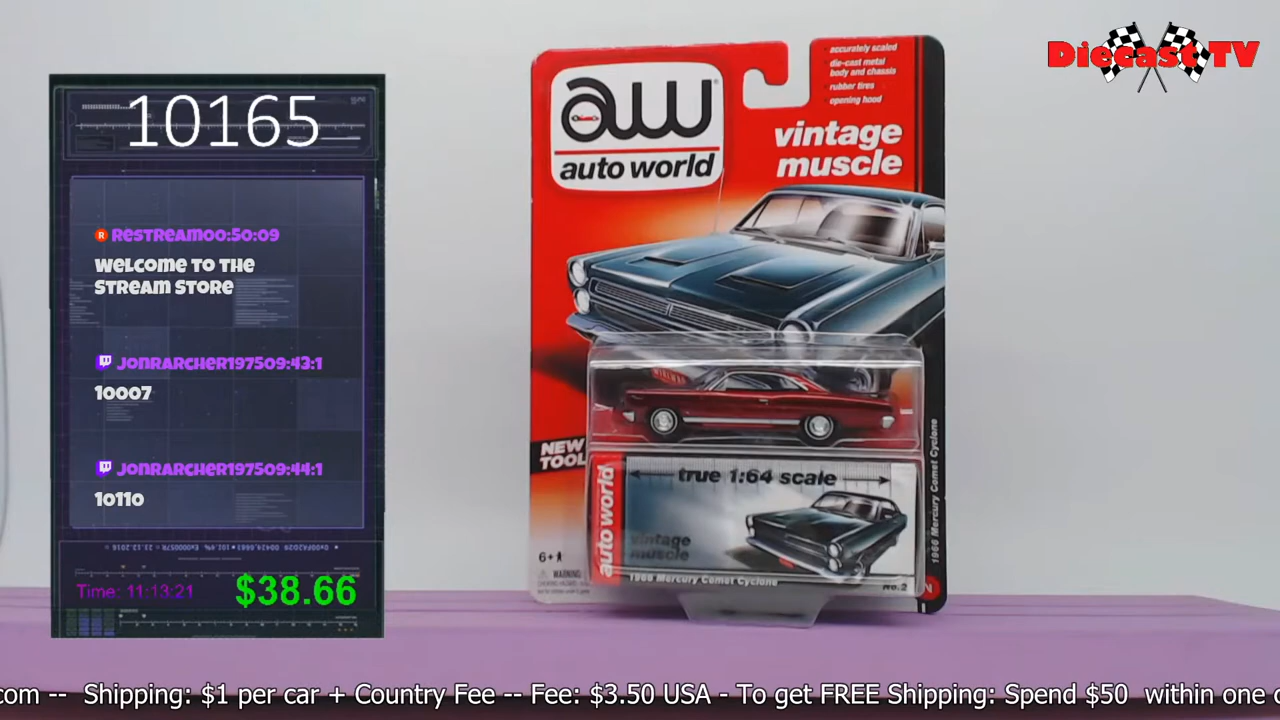 10165
Restream00:50:09
Welcome to the
Stream Store
JonRArcher197509:43:1
10007
JonRArcher197509:44:1
10110
Time: 11:13:21
$38.66
aw
auto world
accurately scaled
die-cast metal
body and chassis
rubber tires
opening hood
vintage
muscle
NEW
TOOL
true 1:64 scale
auto world
vintage
muscle
1966 Mercury Comet Cyclone
No.2
6+
WARNING
1966 Mercury Comet Cyclone
Diecast TV
com -- Shipping: $1 per car + Country Fee -- Fee: $3.50 USA - To get FREE Shipping: Spend $50 within one